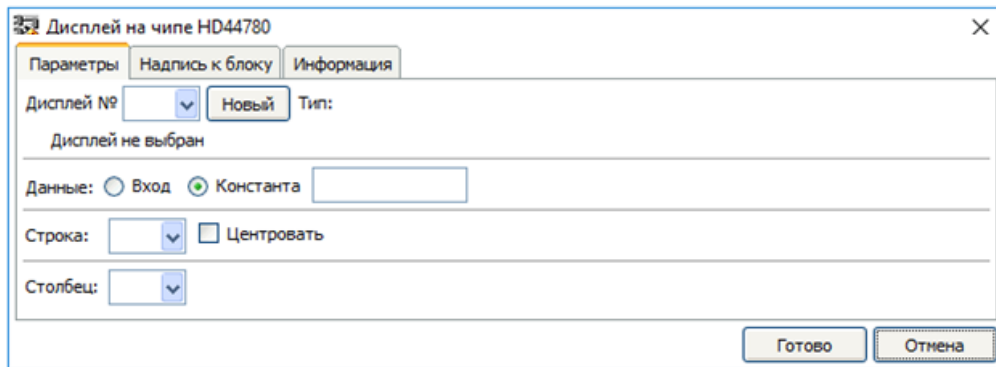 Дисплей на чипе HD44780
Параметры Надпись к блоку Информация
Дисплей № Новый Тип:
Дисплей не выбран
Данные: Вход Константа
Строка: Центровать
Столбец:
Готово Отмена